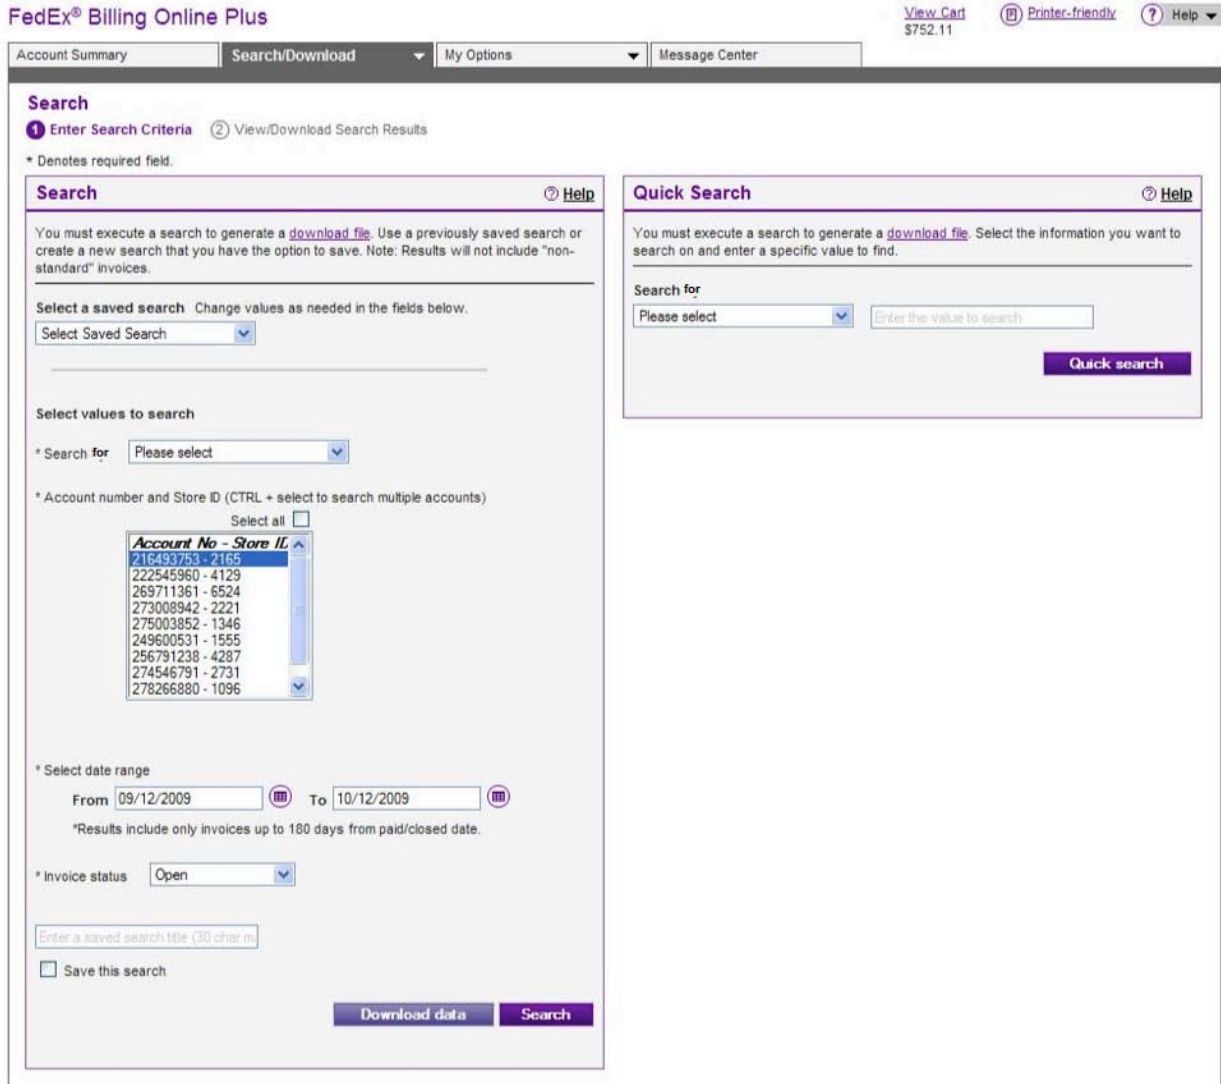 FedEx® Billing Online Plus
View Cart
$752.11
Printer-friendly
? Help
Account Summary
Search/Download
My Options
Message Center
Search
1 Enter Search Criteria 2 View/Download Search Results
* Denotes required field.
Search
? Help
You must execute a search to generate a download file. Use a previously saved search or
create a new search that you have the option to save. Note: Results will not include "non-
standard" invoices.
Select a saved search Change values as needed in the fields below.
Select Saved Search
Select values to search
* Search for Please select
* Account number and Store ID (CTRL + select to search multiple accounts)
Select all
Account No - Store ID
216493753 - 2165
222545960 - 4129
269711361 - 6524
273008942 - 2221
275003852 - 1346
249600531 - 1555
256791238 - 4287
274546791 - 2731
278266880 - 1096
* Select date range
From 09/12/2009 To 10/12/2009
*Results include only invoices up to 180 days from paid/closed date.
* Invoice status Open
Enter a saved search title (30 char m
Save this search
Download data Search
Quick Search
? Help
You must execute a search to generate a download file. Select the information you want to
search on and enter a specific value to find.
Search for
Please select Enter the value to search
Quick search